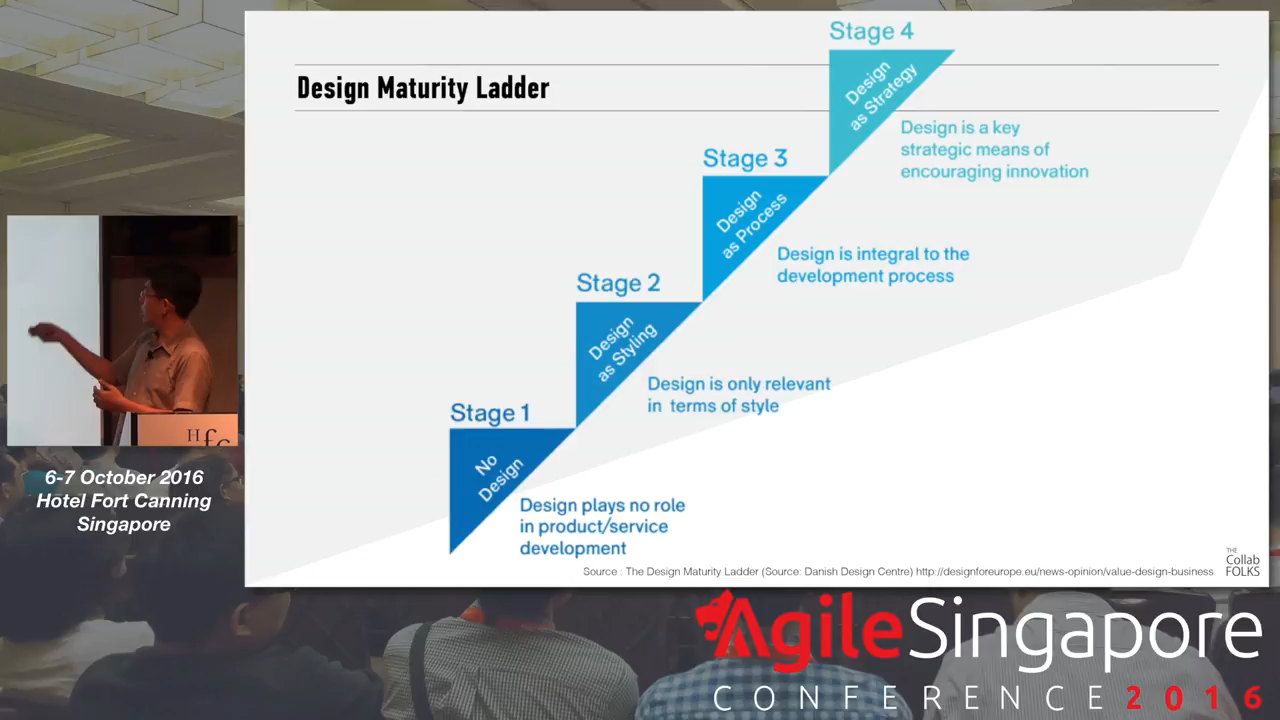 Stage 4
Design Maturity Ladder
Design
as Strategy
Design is a key
strategic means of
encouraging innovation
Stage 3
Design
as Process
Design is integral to the
development process
Stage 2
Design
as Styling
Design is only relevant
in terms of style
Stage 1
No
Design
Design plays no role
in product/service
development
Source : The Design Maturity Ladder (Source: Danish Design Centre) http://designforeurope.eu/news-opinion/value-design-business
THE
Collab
FOLKS
Hfc
6-7 October 2016
Hotel Fort Canning
Singapore
AgileSingapore
CONFERENCE 2016